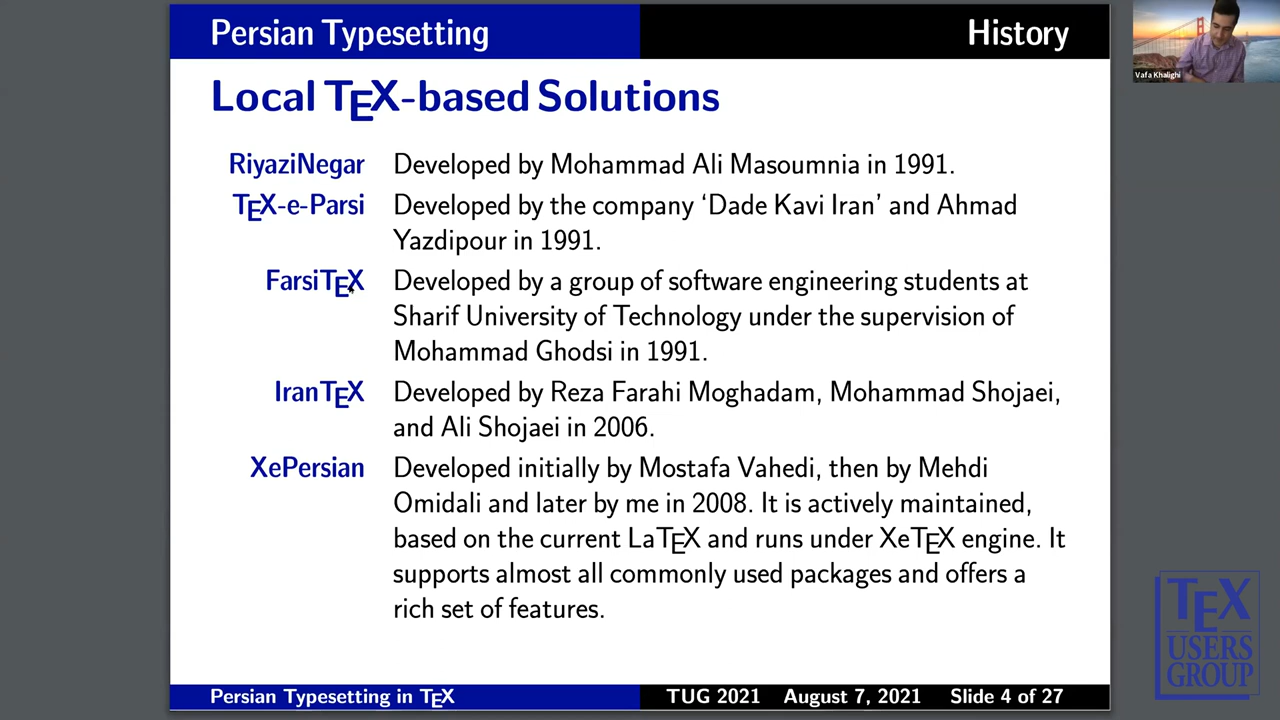 Persian Typesetting
History
Vafa Khalighi
Local TEX-based Solutions
RiyaziNegar Developed by Mohammad Ali Masoumnia in 1991.
TEX-e-Parsi Developed by the company ‘Dade Kavi Iran’ and Ahmad
Yazdipour in 1991.
FarsiTEX Developed by a group of software engineering students at
Sharif University of Technology under the supervision of
Mohammad Ghodsi in 1991.
IranTEX Developed by Reza Farahi Moghadam, Mohammad Shojaei,
and Ali Shojaei in 2006.
XePersian Developed initially by Mostafa Vahedi, then by Mehdi
Omidali and later by me in 2008. It is actively maintained,
based on the current LaTEX and runs under XeTEX engine. It
supports almost all commonly used packages and offers a
rich set of features.
TEX
USERS
GROUP
Persian Typesetting in TEX
TUG 2021 August 7, 2021 Slide 4 of 27